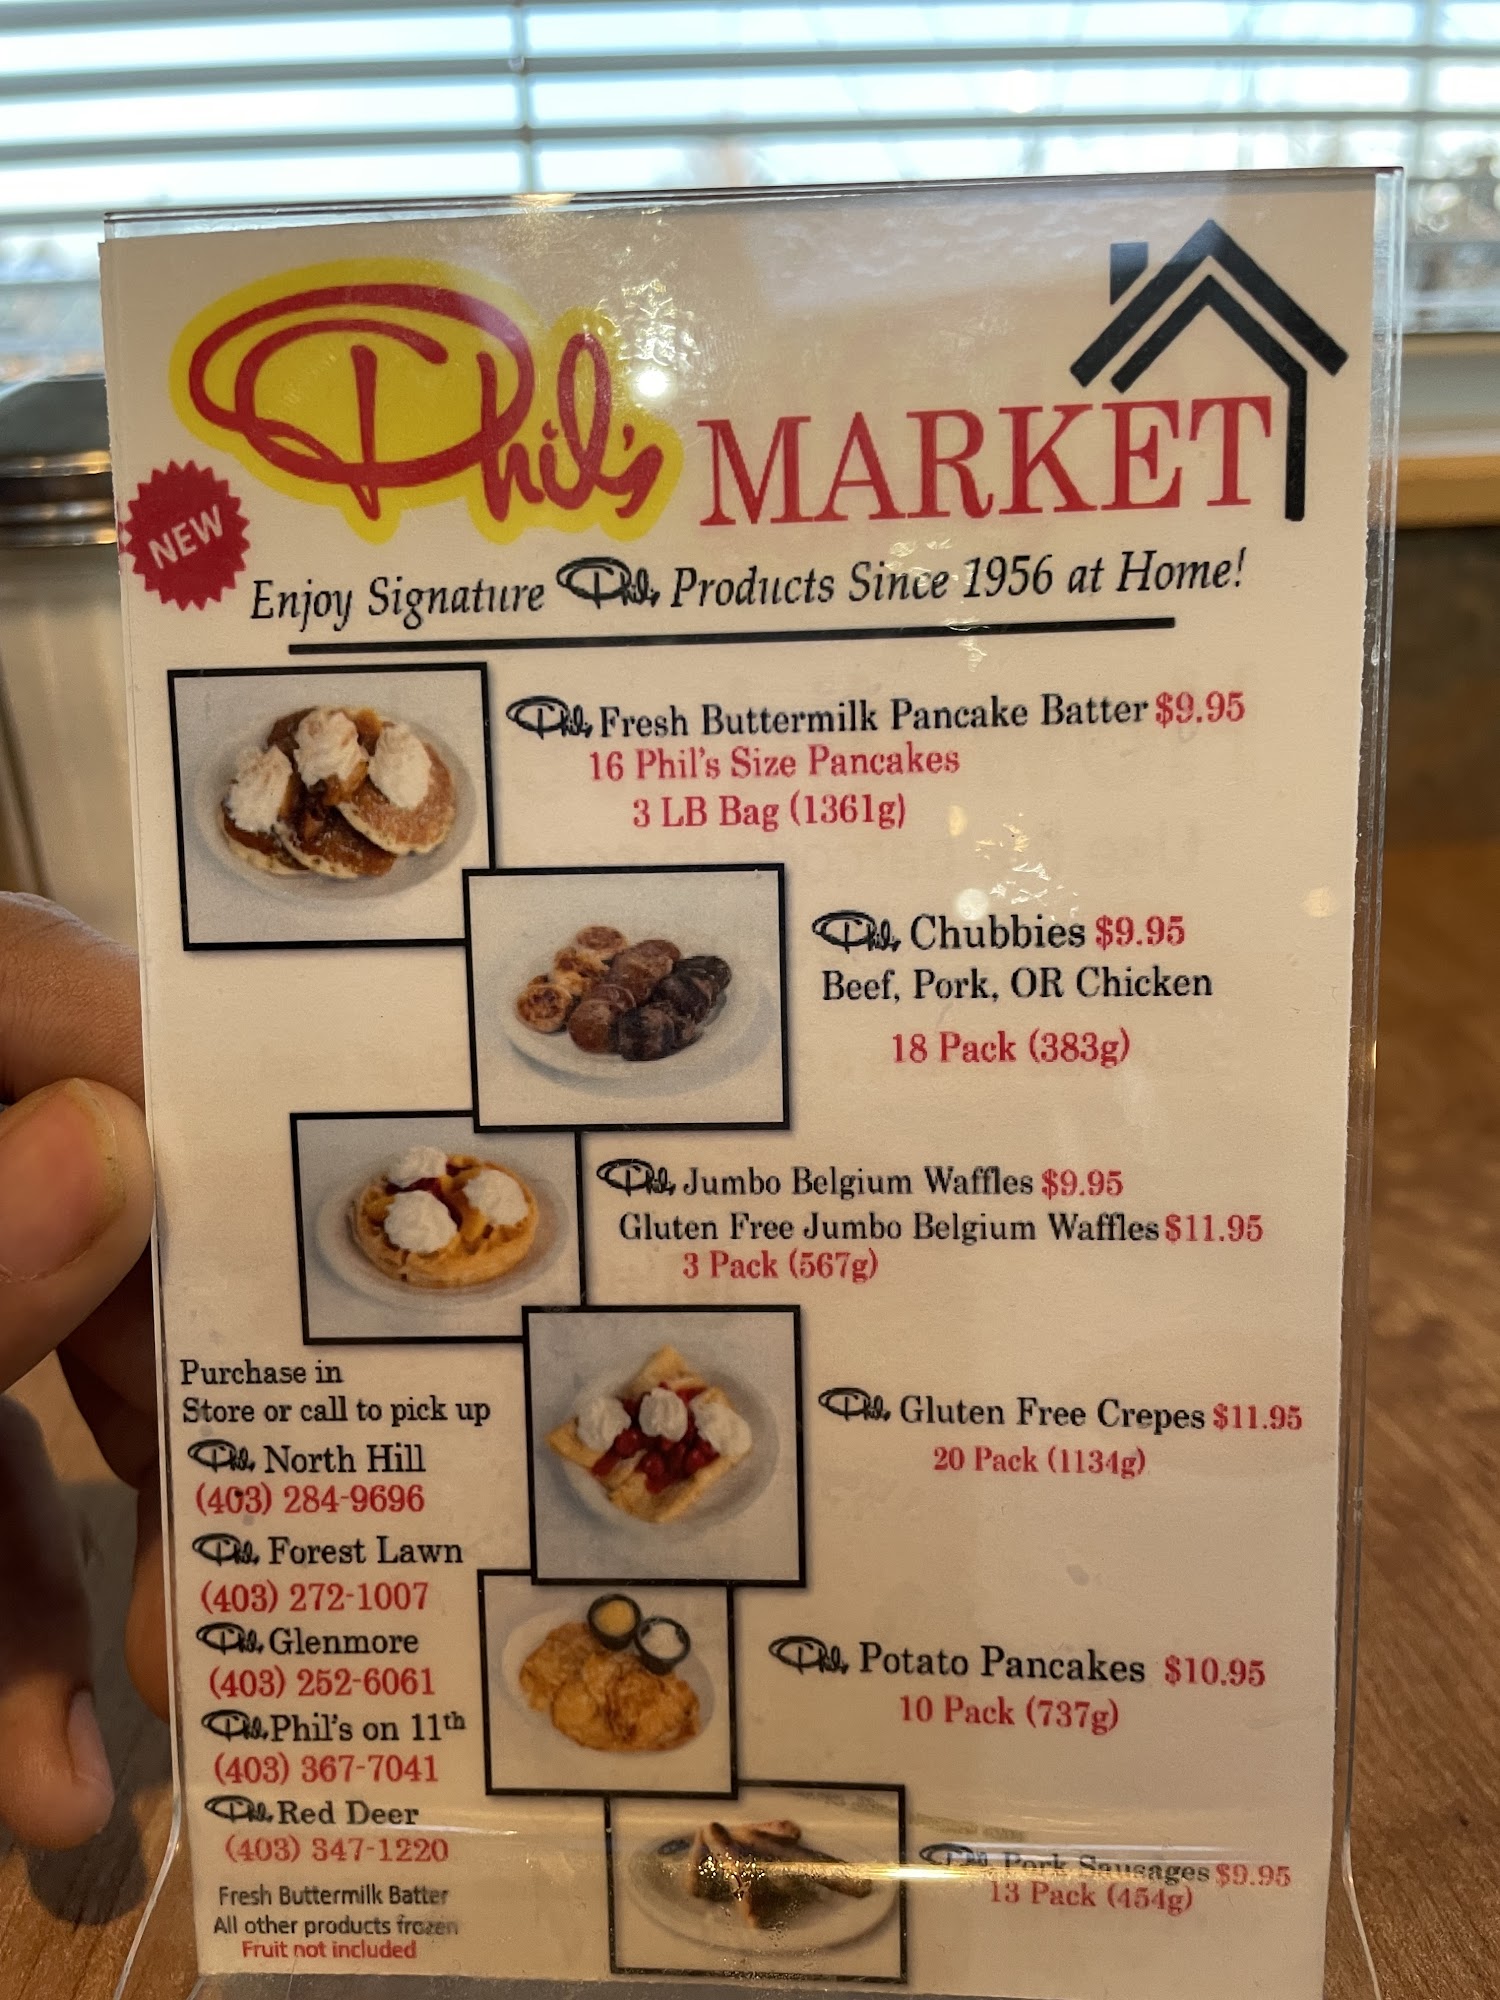 Phil's MARKET
NEW
Enjoy Signature Phil's Products Since 1956 at Home!
Phil's Fresh Buttermilk Pancake Batter $9.95
16 Phil's Size Pancakes
3 LB Bag (1361g)
Phil's Chubbies $9.95
Beef, Pork, OR Chicken
18 Pack (383g)
Phil's Jumbo Belgium Waffles $9.95
Gluten Free Jumbo Belgium Waffles $11.95
3 Pack (567g)
Phil's Gluten Free Crepes $11.95
20 Pack (1134g)
Phil's Potato Pancakes $10.95
10 Pack (737g)
Phil's Pork Sausages $9.95
13 Pack (454g)
Purchase in
Store or call to pick up
Phil's North Hill
(403) 284-9696
Phil's Forest Lawn
(403) 272-1007
Phil's Glenmore
(403) 252-6061
Phil's Phil's on 11th
(403) 367-7041
Phil's Red Deer
(403) 347-1220
Fresh Buttermilk Batter
All other products frozen
Fruit not included